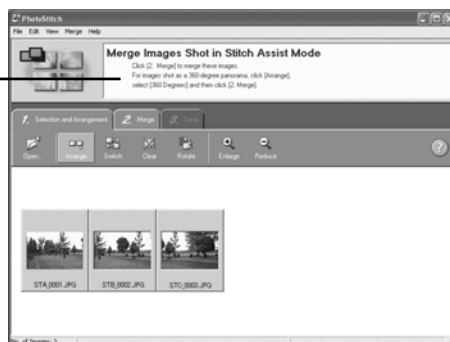 PhotoStitch
File Edit View Merge Help
Merge Images Shot in Stitch Assist Mode
Click [2. Merge] to merge these images.
For images shot as a 360-degree panorama, click [Arrange],
select [360 Degrees] and then click [2. Merge].
1. Selection and Arrangement 2. Merge 3. Save
Open... Arrange Switch Clear Rotate Enlarge Reduce
STA_0001.JPG STB_0002.JPG STC_0003.JPG
No. of Images: 3